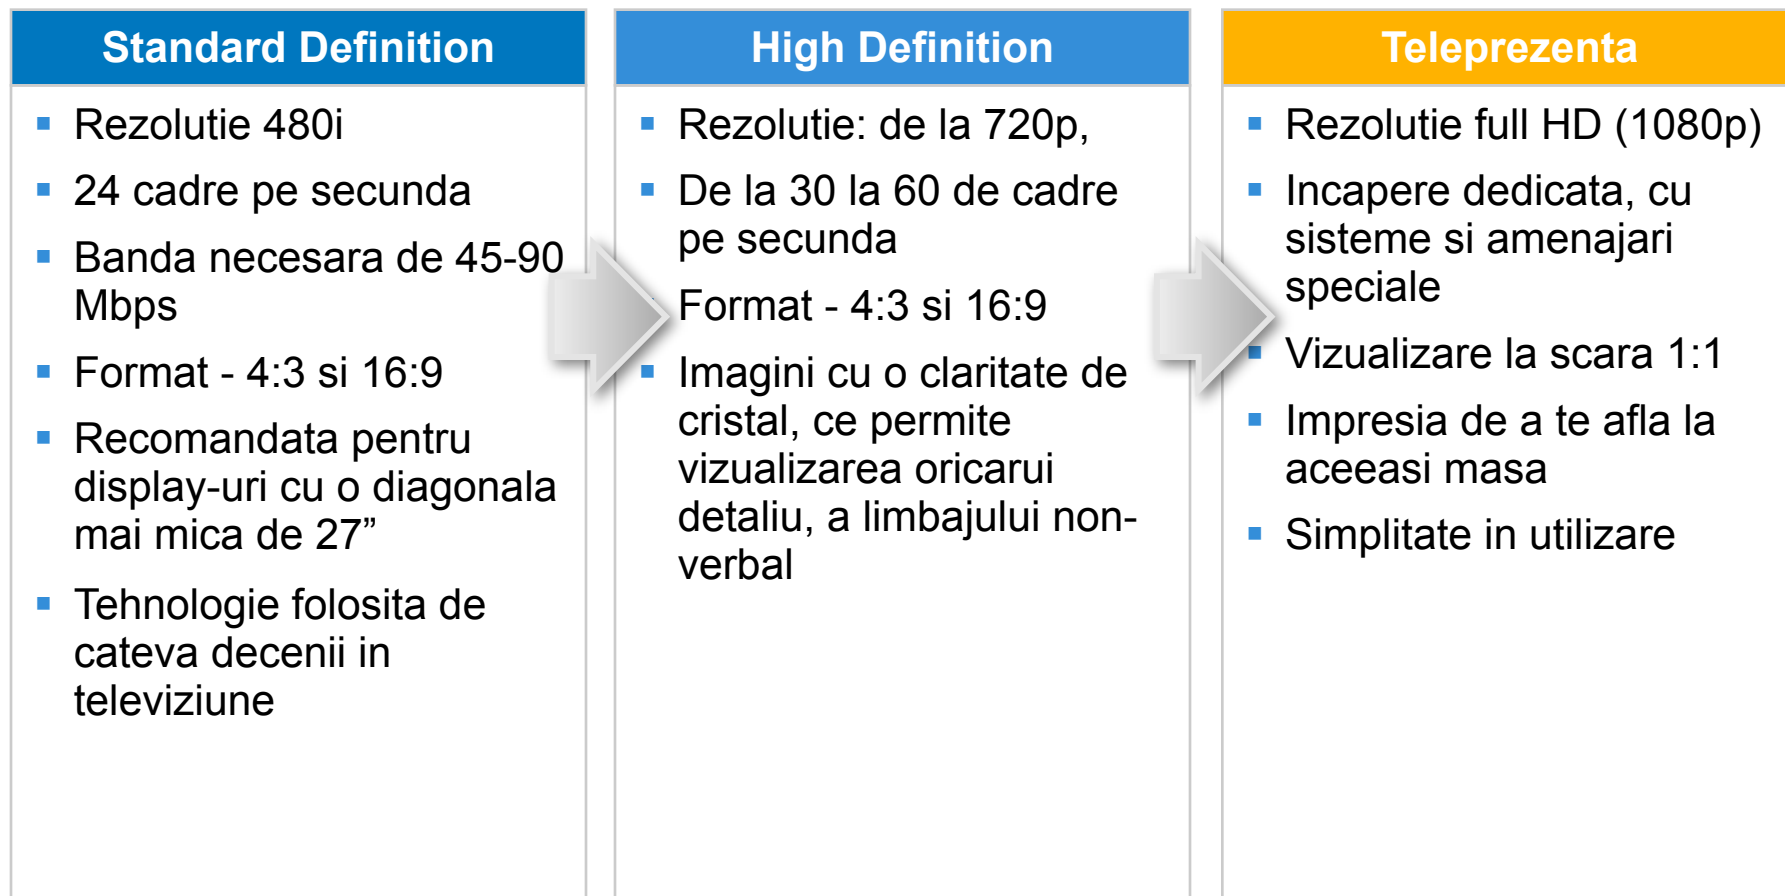 Standard Definition
Rezolutie 480i
24 cadre pe secunda
Banda necesara de 45-90
Mbps
Format - 4:3 si 16:9
Recomandata pentru
display-uri cu o diagonala
mai mica de 27”
Tehnologie folosita de
cateva decenii in
televiziune
High Definition
Rezolutie: de la 720p,
De la 30 la 60 de cadre
pe secunda
Format - 4:3 si 16:9
Imagini cu o claritate de
cristal, ce permite
vizualizarea oricarui
detaliu, a limbajului non-
verbal
Teleprezenta
Rezolutie full HD (1080p)
Incapere dedicata, cu
sisteme si amenajari
speciale
Vizualizare la scara 1:1
Impresia de a te afla la
aceeasi masa
Simplitate in utilizare